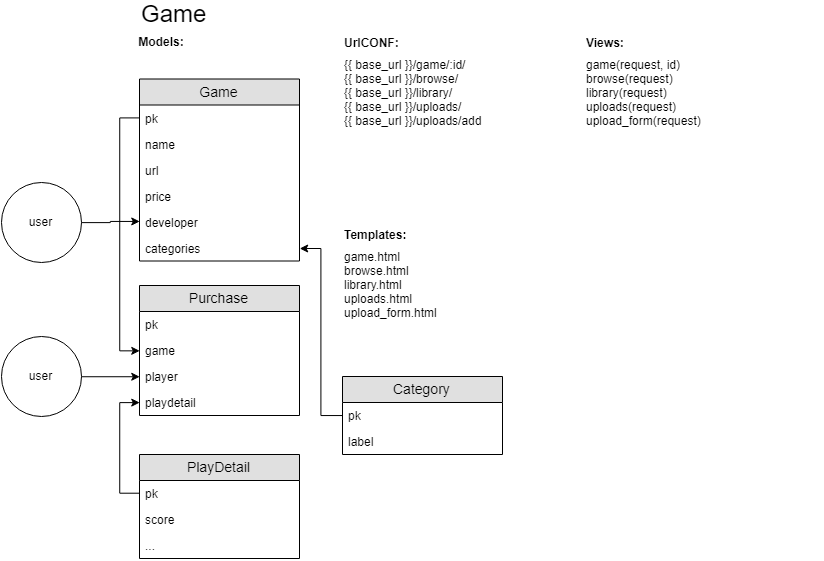 Game
Models:
Game
pk
name
url
price
developer
categories
user
Purchase
pk
game
player
playdetail
user
PlayDetail
pk
score
...
UrlCONF:
{{ base_url }}/game/:id/
{{ base_url }}/browse/
{{ base_url }}/library/
{{ base_url }}/uploads/
{{ base_url }}/uploads/add
Views:
game(request, id)
browse(request)
library(request)
uploads(request)
upload_form(request)
Templates:
game.html
browse.html
library.html
uploads.html
upload_form.html
Category
pk
label